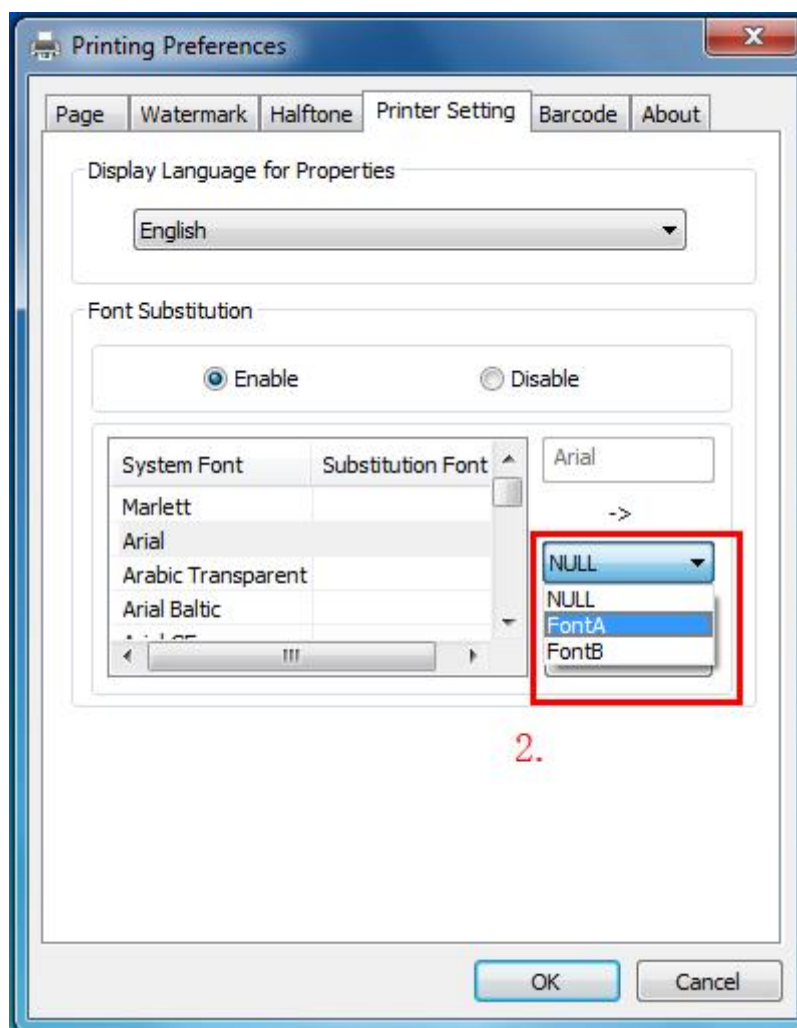 Printing Preferences
Page Watermark Halftone Printer Setting Barcode About
Display Language for Properties
English
Font Substitution
Enable Disable
System Font Substitution Font
Marlett
Arial
Arabic Transparent
Arial Baltic
Arial
->
NULL
NULL
FontA
FontB
2.
OK Cancel